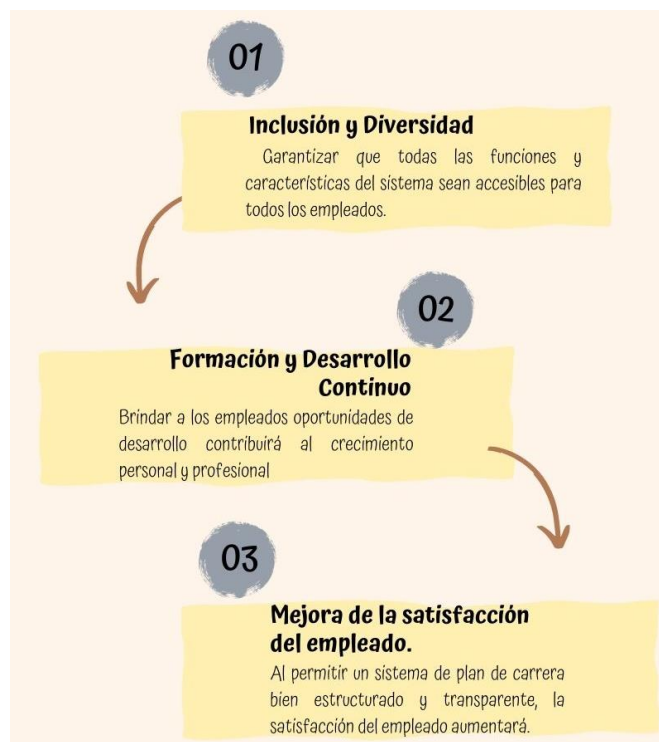 01
Inclusión y Diversidad
Garantizar que todas las funciones y
características del sistema sean accesibles para
todos los empleados.
02
Formación y Desarrollo
Continuo
Brindar a los empleados oportunidades de
desarrollo contribuirá al crecimiento
personal y profesional
03
Mejora de la satisfacción
del empleado.
Al permitir un sistema de plan de carrera
bien estructurado y transparente, la
satisfacción del empleado aumentará.